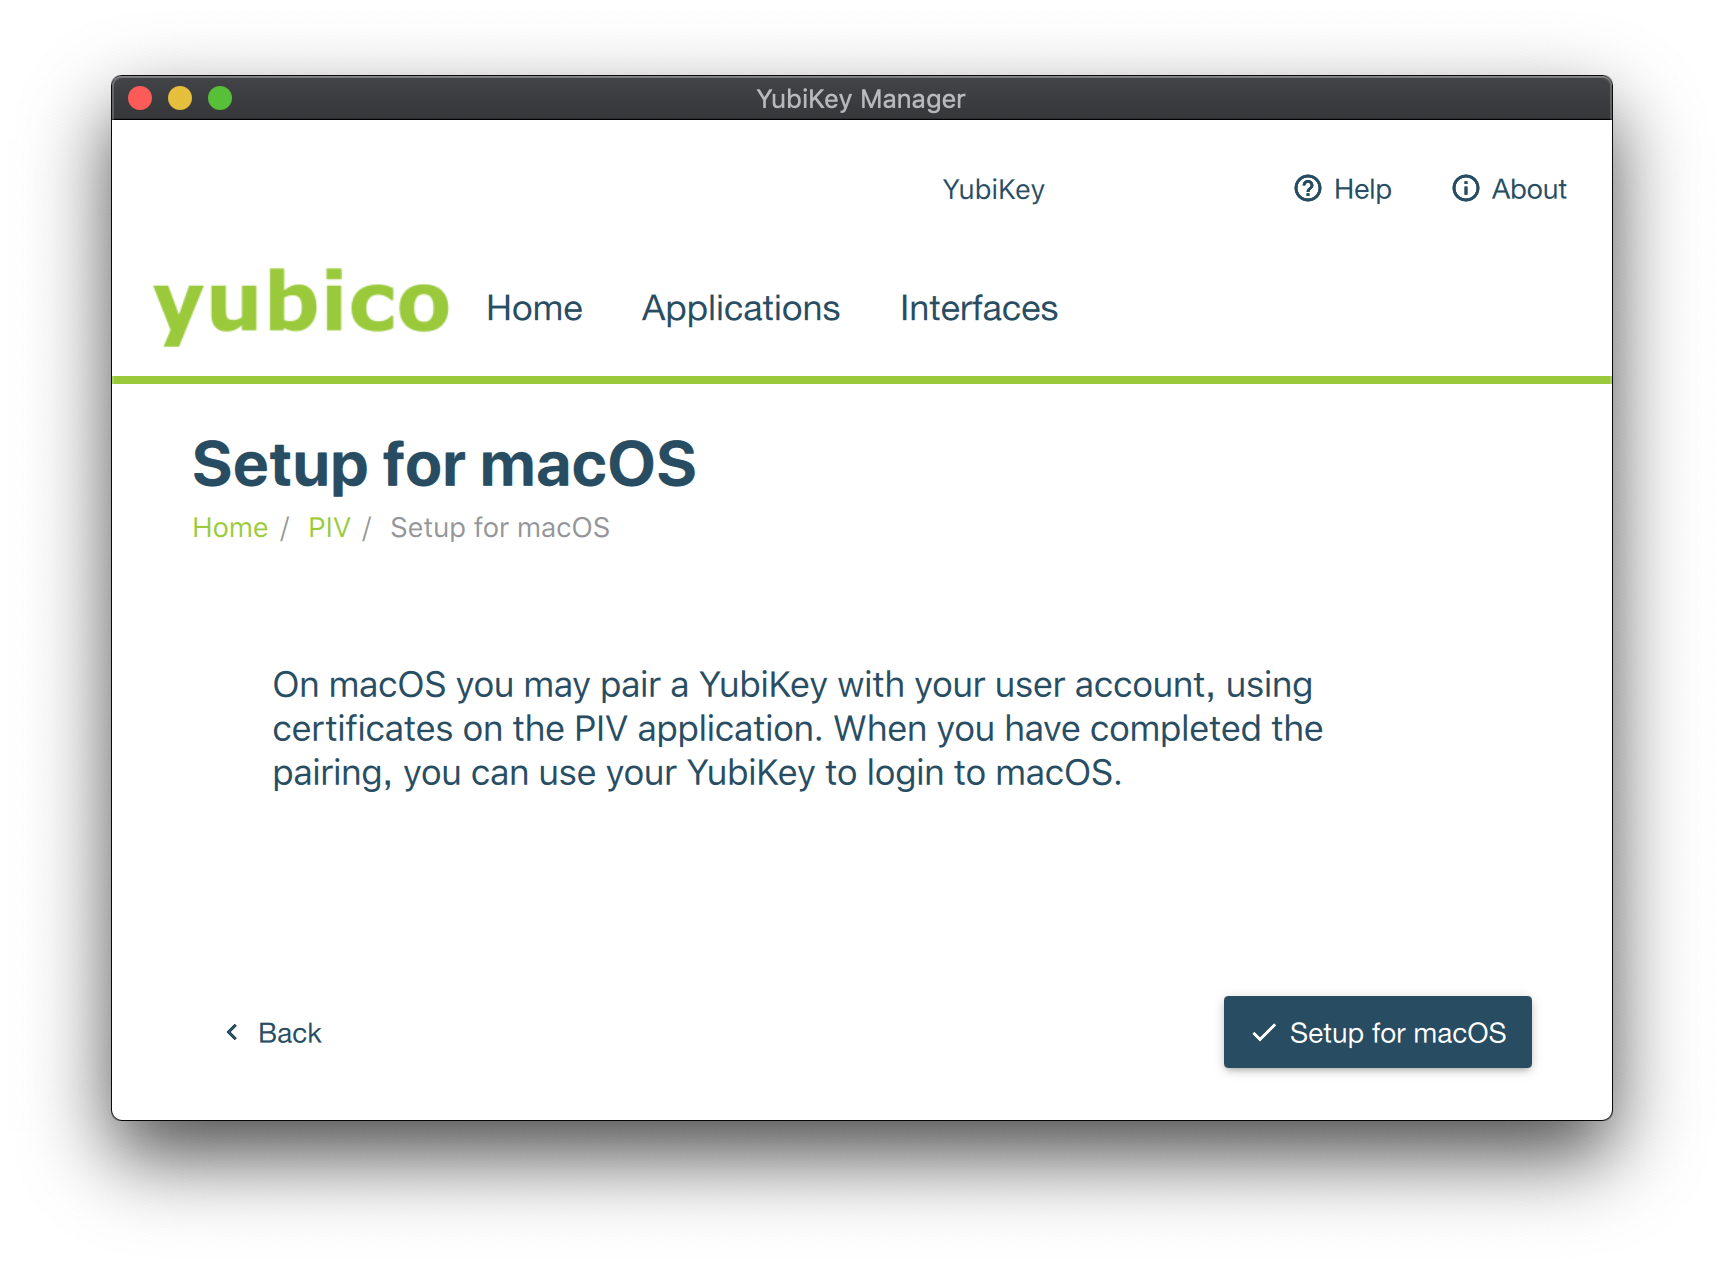 YubiKey Manager
YubiKey
Help
About
yubico
Home
Applications
Interfaces
Setup for macOS
Home / PIV / Setup for macOS
On macOS you may pair a YubiKey with your user account, using
certificates on the PIV application. When you have completed the
pairing, you can use your YubiKey to login to macOS.
Back
Setup for macOS